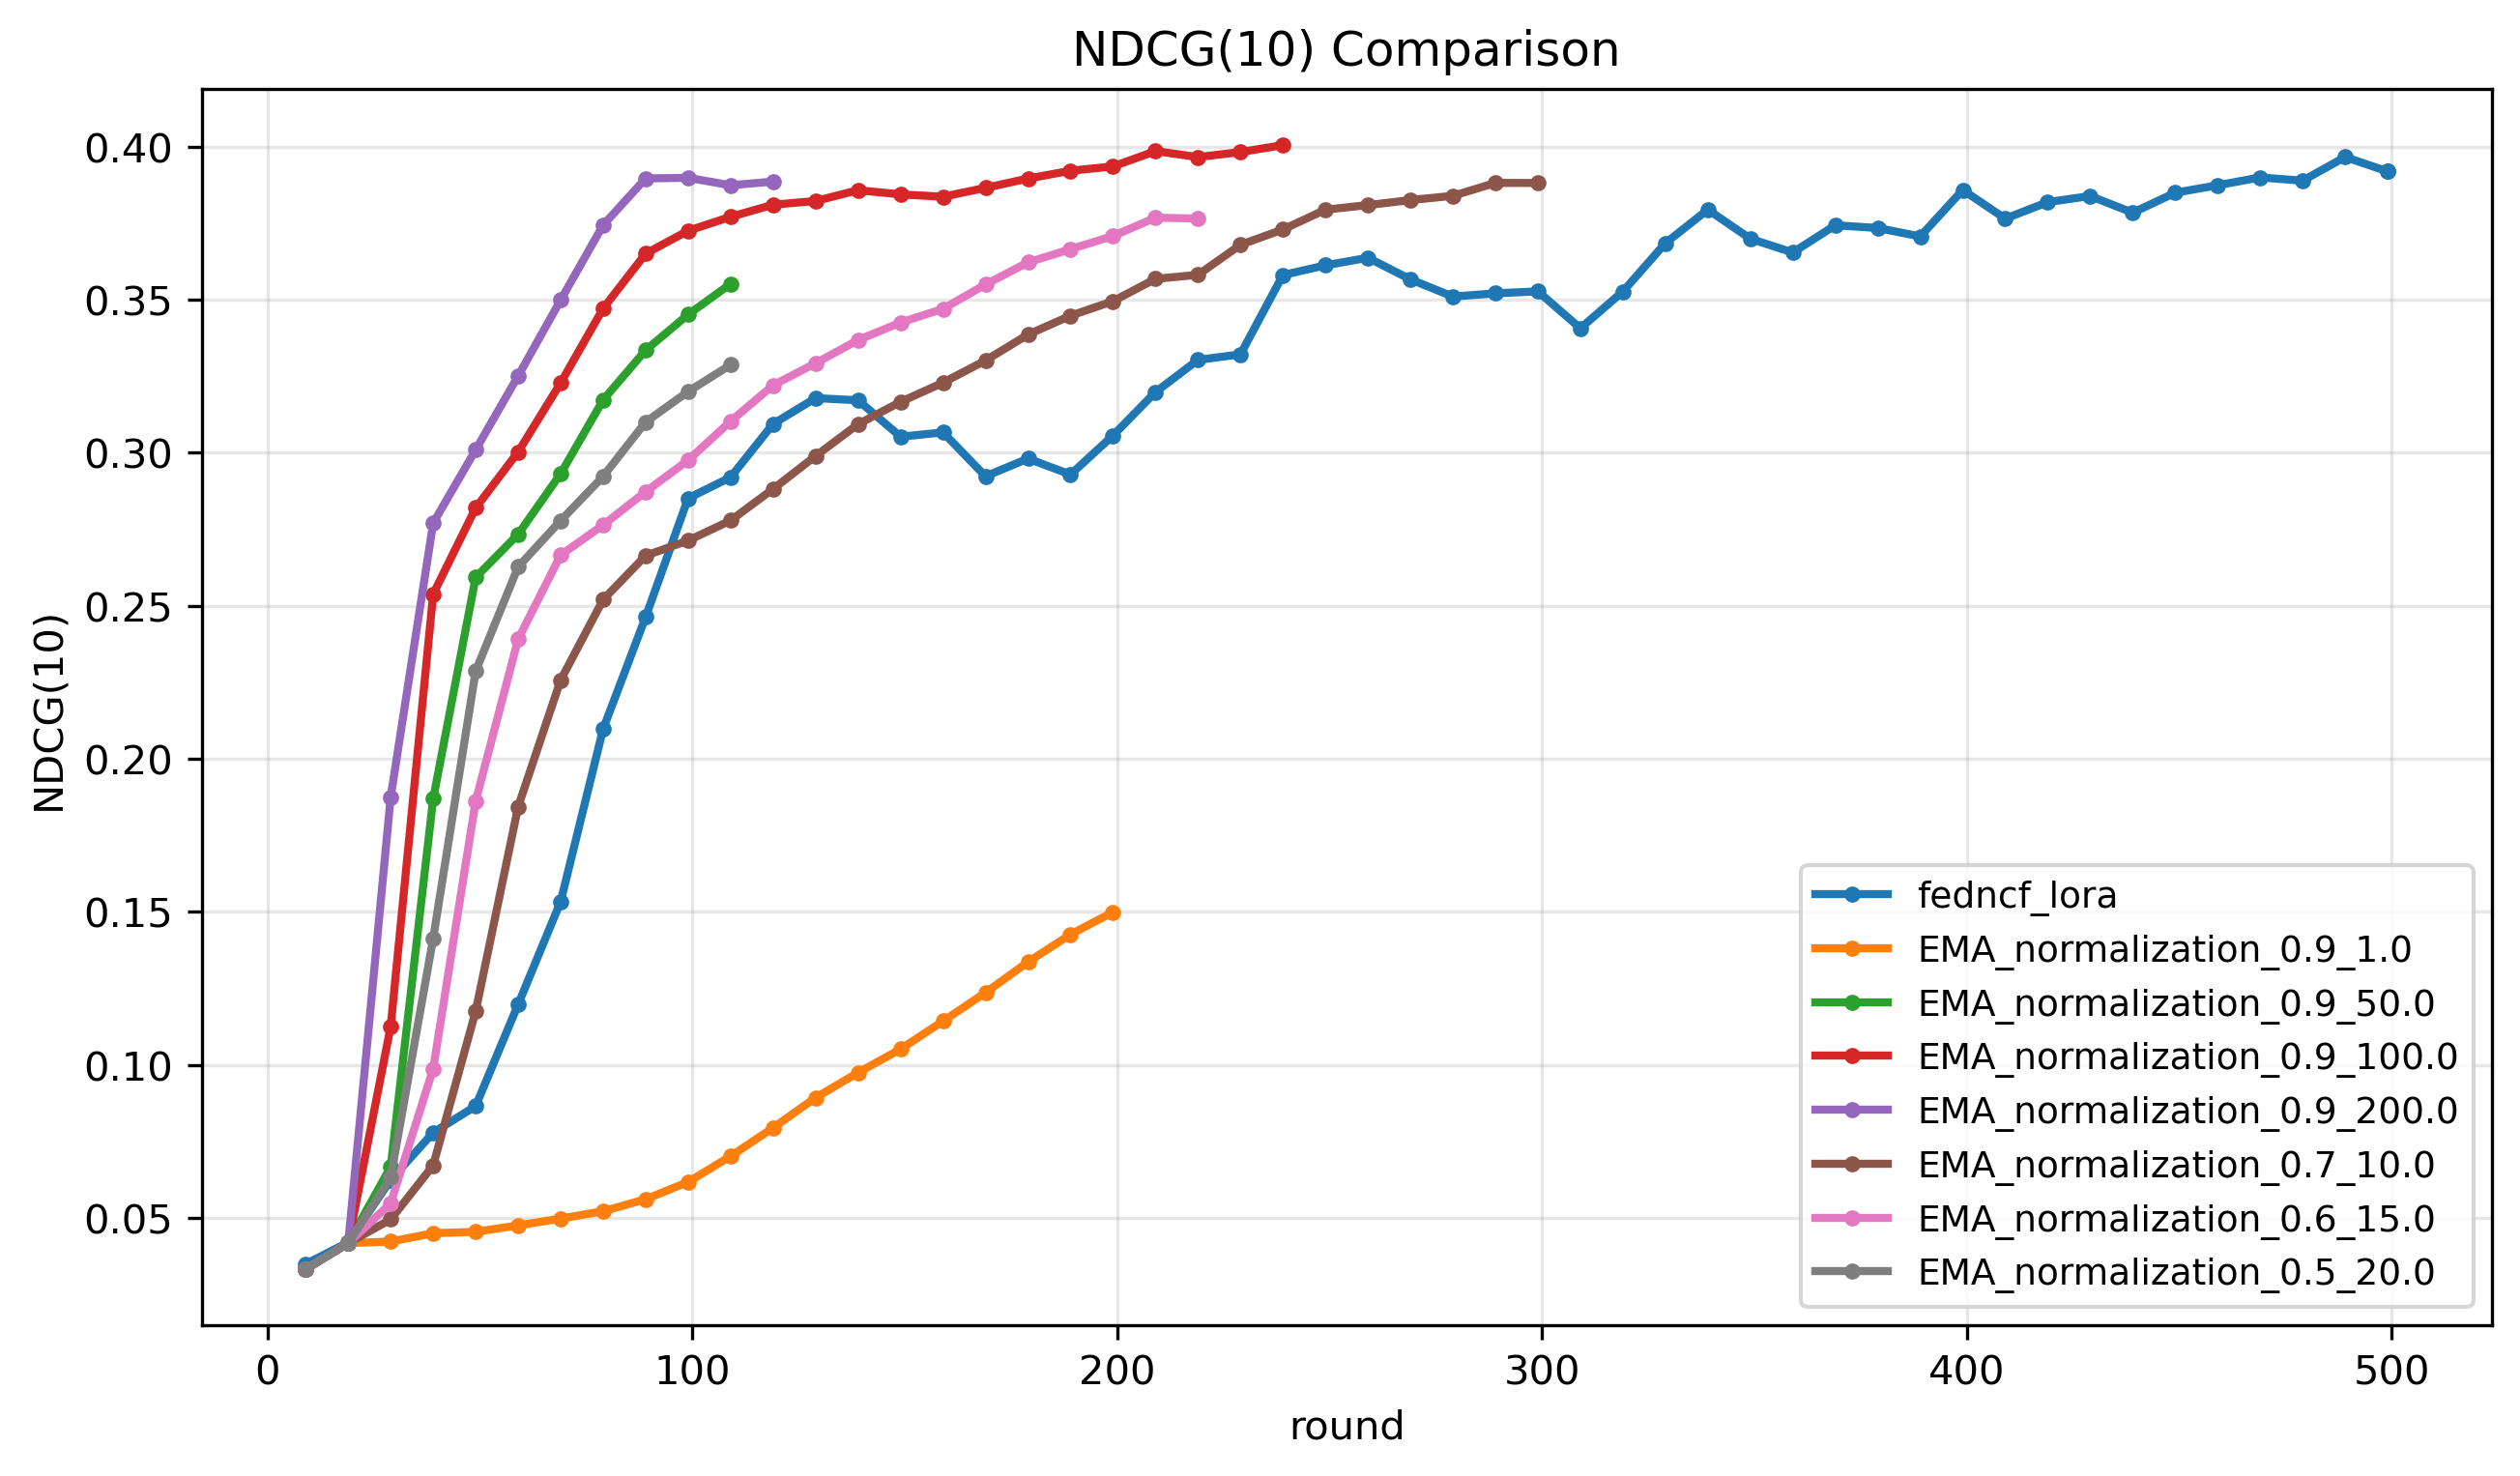 NDCG(10) Comparison
0.40
0.35
0.30
0.25
0.20
0.15
0.10
0.05
NDCG(10)
0 100 200 300 400 500
round
fedncf_lora
EMA_normalization_0.9_1.0
EMA_normalization_0.9_50.0
EMA_normalization_0.9_100.0
EMA_normalization_0.9_200.0
EMA_normalization_0.7_10.0
EMA_normalization_0.6_15.0
EMA_normalization_0.5_20.0